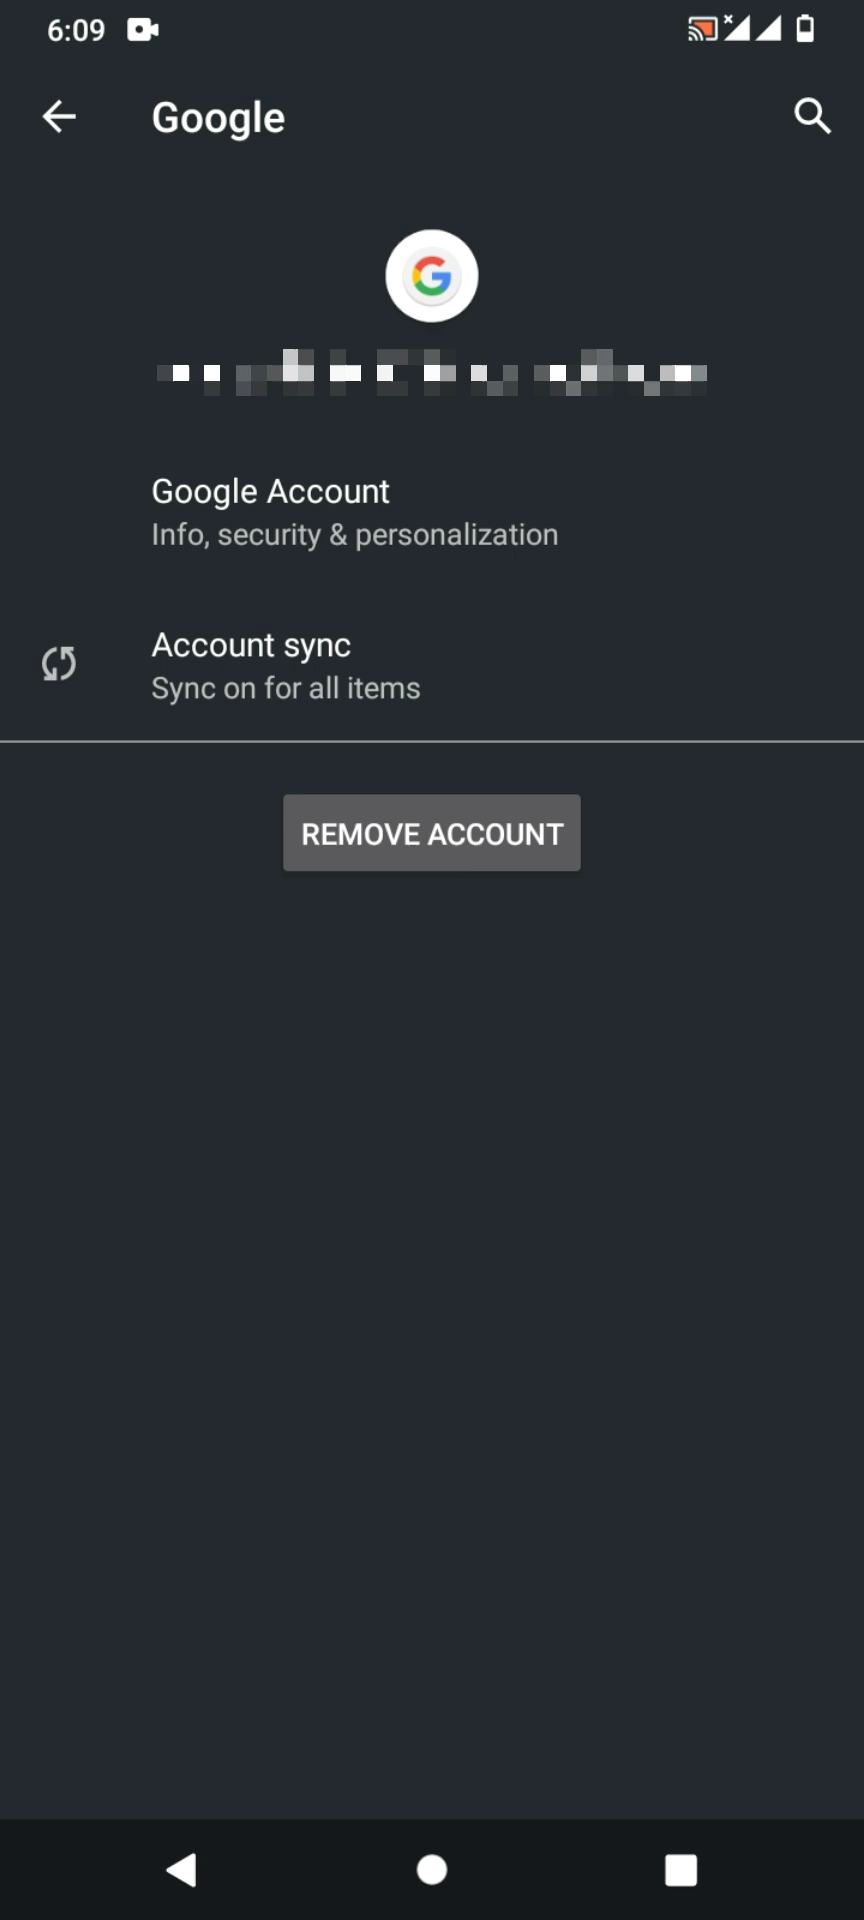 6:09
Google
Google Account
Info, security & personalization
Account sync
Sync on for all items
REMOVE ACCOUNT